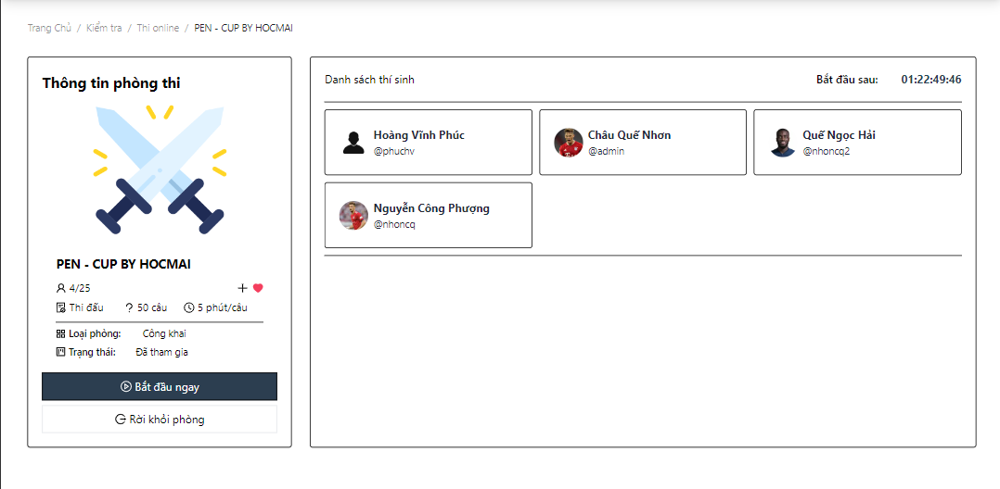 Trang Chủ / Kiểm tra / Thi online / PEN - CUP BY HOCMAI
Thông tin phòng thi
PEN - CUP BY HOCMAI
4/25
Thi đấu ? 50 câu 5 phút/câu
Loại phòng: Công khai
Trạng thái: Đã tham gia
Bắt đầu ngay
Rời khỏi phòng
Danh sách thí sinh Bắt đầu sau: 01:22:49:46
Hoàng Vĩnh Phúc
@phuchv
Châu Quế Nhơn
@admin
Quế Ngọc Hải
@nhoncq2
Nguyễn Công Phượng
@nhoncq